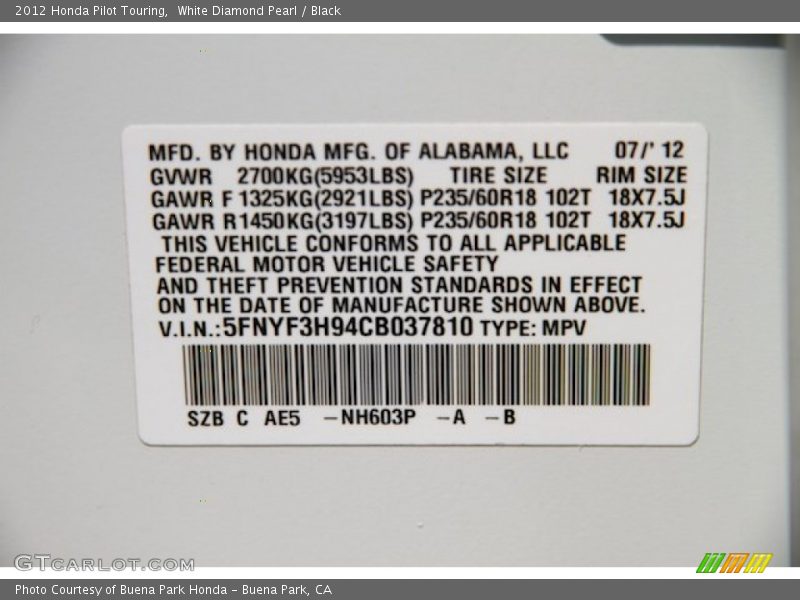 2012 Honda Pilot Touring,  White Diamond Pearl / Black
MFD. BY HONDA MFG. OF ALABAMA, LLC 07/' 12
GVWR 2700KG(5953LBS) TIRE SIZE RIM SIZE
GAWR F 1325KG(2921LBS) P235/60R18 102T 18X7.5J
GAWR R1450KG(3197LBS) P235/60R18 102T 18X7.5J
THIS VEHICLE CONFORMS TO ALL APPLICABLE
FEDERAL MOTOR VEHICLE SAFETY
AND THEFT PREVENTION STANDARDS IN EFFECT
ON THE DATE OF MANUFACTURE SHOWN ABOVE.
V.I.N.:5FNYF3H94CB037810 TYPE: MPV
SZB C AE5 –NH603P –A –B
GTCARLOT.COM
Photo Courtesy of Buena Park Honda – Buena Park, CA